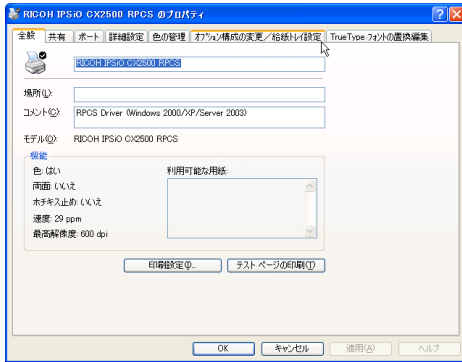 RICOH IPSiO CX2500 RPCS のプロパティ
全般 共有 ポート 詳細設定 色の管理 オプション構成の変更／給紙トレイ設定 TrueType フォントの置換編集
RICOH IPSiO CX2500 RPCS
場所(L):
コメント(C): RPCS Driver (Windows 2000/XP/Server 2003)
モデル(O): RICOH IPSiO CX2500 RPCS
機能
色: はい 利用可能な用紙:
両面: いいえ
ホチキス止め: いいえ
速度: 29 ppm
最高解像度: 600 dpi
印刷設定(I)... テスト ページの印刷(T)
OK キャンセル 適用(A) ヘルプ